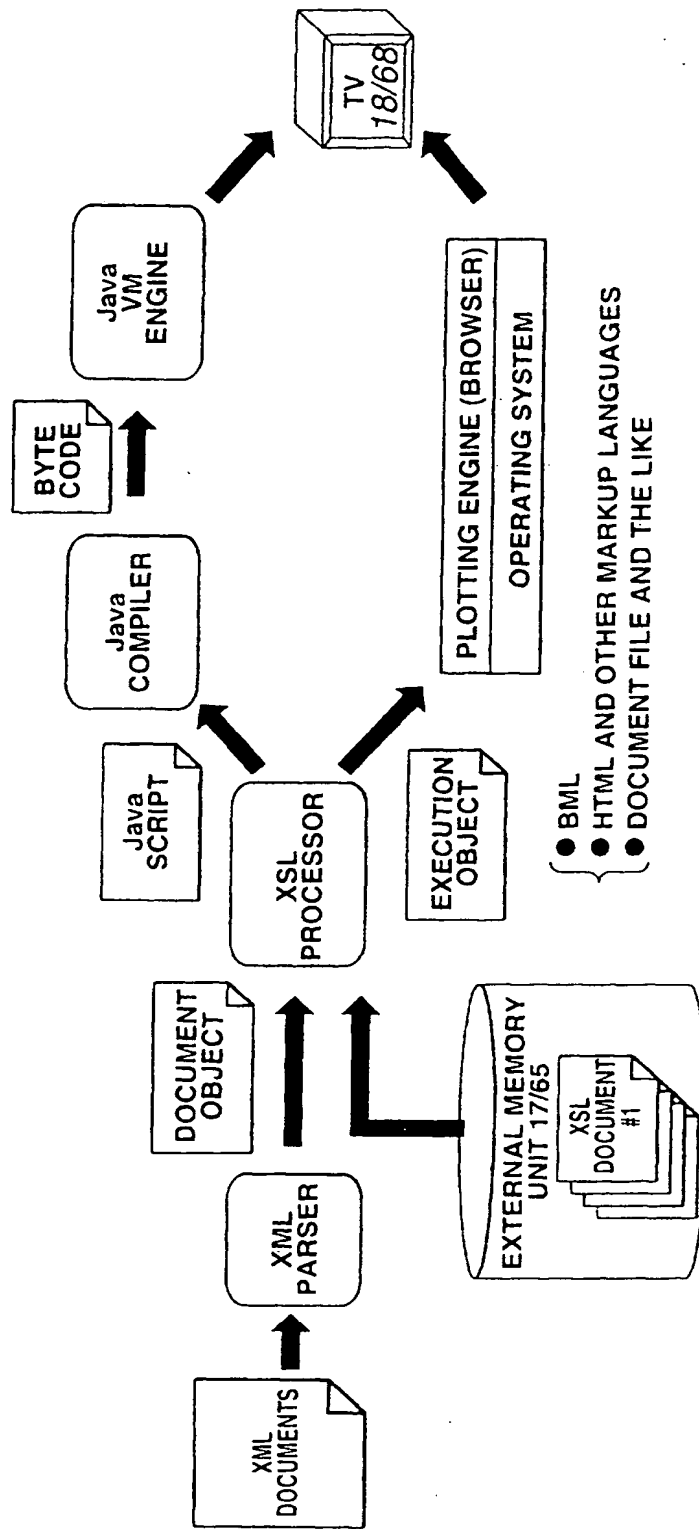 XML
DOCUMENTS
XML
PARSER
DOCUMENT
OBJECT
EXTERNAL MEMORY
UNIT 17/65
XSL
DOCUMENT
#1
XSL
PROCESSOR
Java
SCRIPT
Java
COMPILER
BYTE
CODE
Java
VM
ENGINE
EXECUTION
OBJECT
PLOTTING ENGINE (BROWSER)
OPERATING SYSTEM
● BML
● HTML AND OTHER MARKUP LANGUAGES
● DOCUMENT FILE AND THE LIKE
TV
18/68